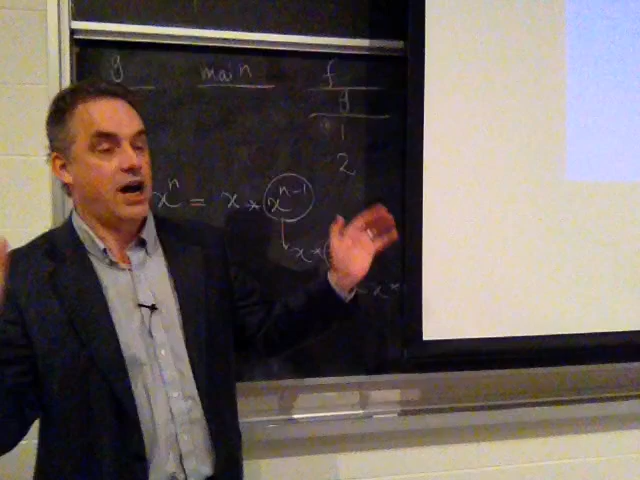 y main f
g
1
2
xⁿ = x * xⁿ⁻¹
x *
x *